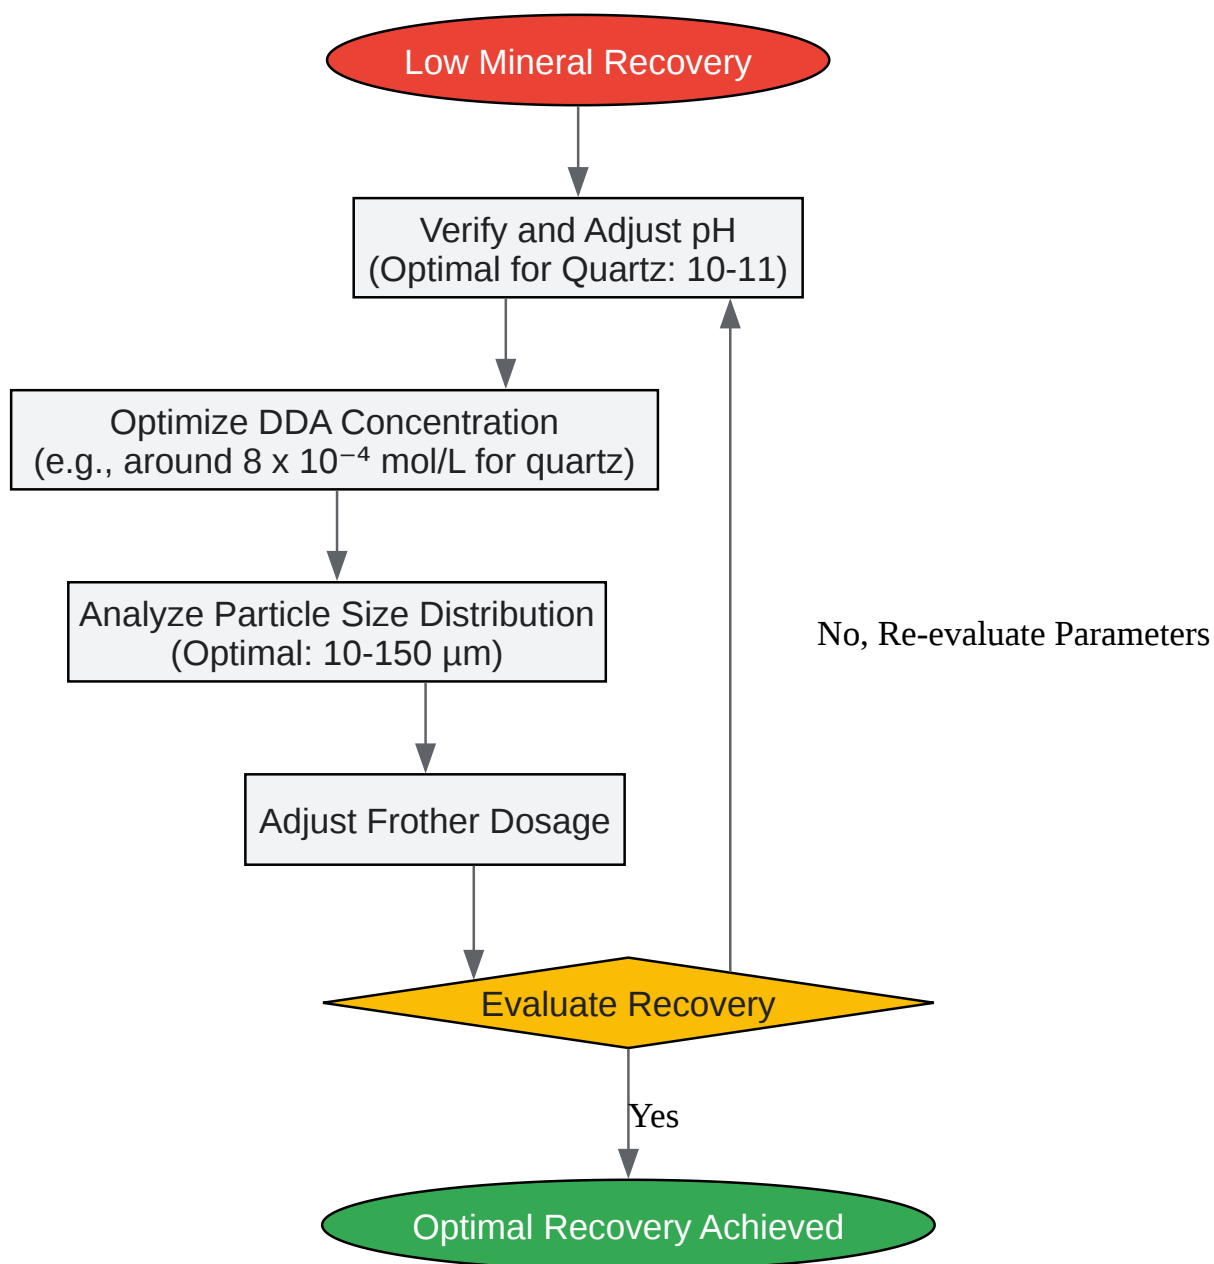 Low Mineral Recovery
Verify and Adjust pH
(Optimal for Quartz: 10-11)
Optimize DDA Concentration
(e.g., around 8 x 10⁻⁴ mol/L for quartz)
Analyze Particle Size Distribution
(Optimal: 10-150 µm)
No, Re-evaluate Parameters
Adjust Frother Dosage
Evaluate Recovery
Yes
Optimal Recovery Achieved